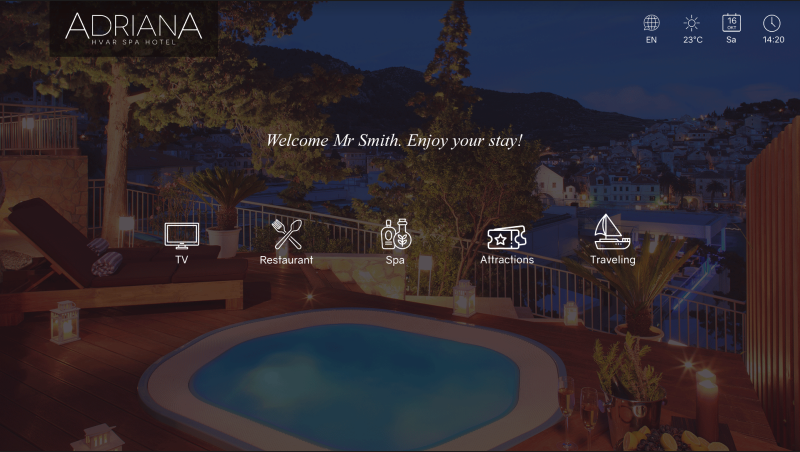 ADRIANA
HVAR SPA HOTEL
EN
23°C
16
OKT
Sa
14:20
Welcome Mr Smith. Enjoy your stay!
TV
Restaurant
Spa
Attractions
Traveling